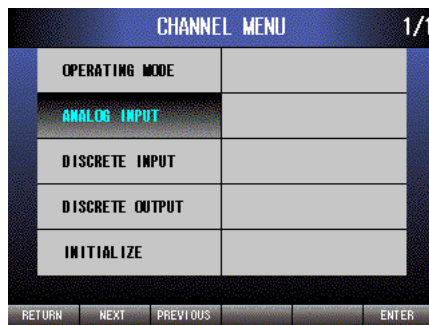 CHANNEL MENU 1/1
OPERATING MODE
ANALOG INPUT
DISCRETE INPUT
DISCRETE OUTPUT
INITIALIZE
RETURN NEXT PREVIOUS ENTER